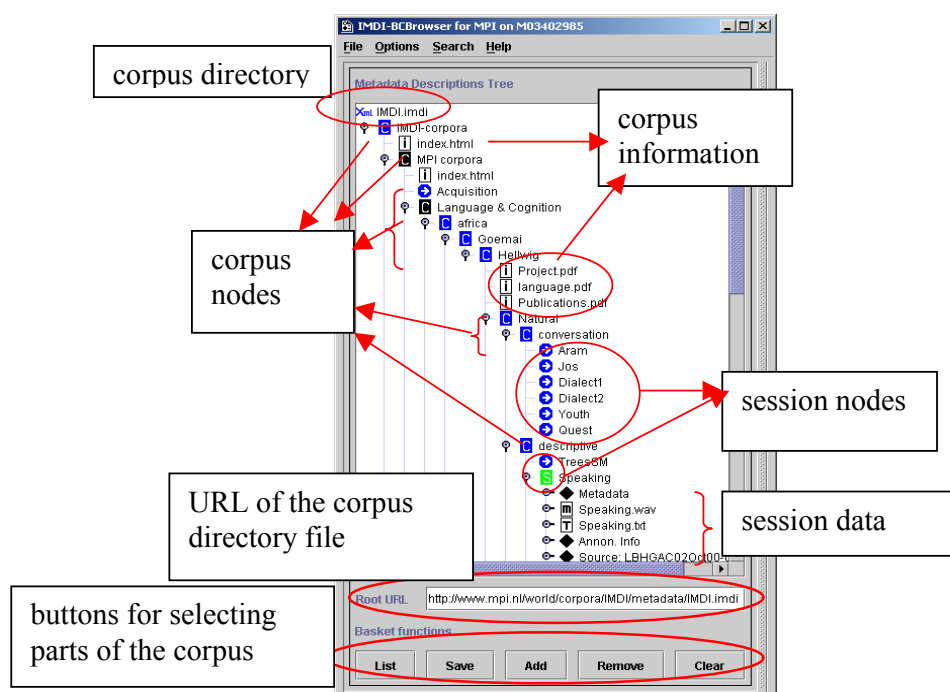 IMDI-BCBrowser for MPI on M03402985
File Options Search Help
corpus directory
Metadata Descriptions Tree
Xml IMDI.imdi
C IMDI-corpora
i index.html
C MPI corpora
i index.html
Acquisition
C Language & Cognition
C africa
C Goemai
C Hellwig
i Project.pdf
i language.pdf
i Publications.pdf
C Natural
C conversation
Aram
Jos
Dialect1
Dialect2
Youth
Quest
C descriptive
TreesSM
S Speaking
Metadata
m Speaking.wav
T Speaking.txt
Annon. Info
Source: LBHGAC02Oct00-
corpus
information
corpus
nodes
session nodes
session data
URL of the corpus
directory file
Root URL http://www.mpi.nl/world/corpora/IMDI/metadata/IMDI.imdi
buttons for selecting
parts of the corpus
Basket functions
List Save Add Remove Clear